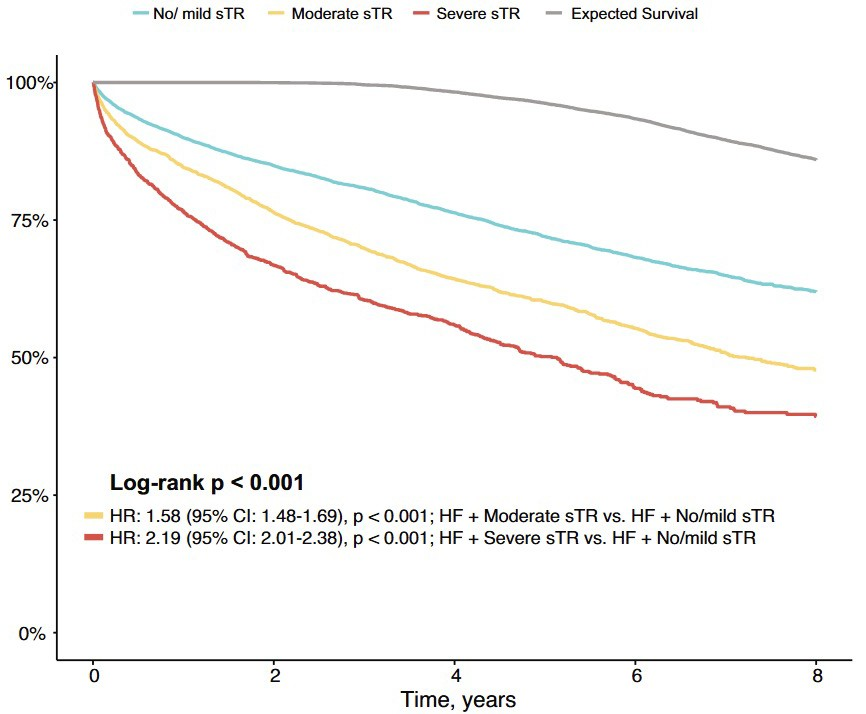 No/ mild sTR Moderate sTR Severe sTR Expected Survival
100%
75%
50%
25%
0%
Log-rank p < 0.001
HR: 1.58 (95% CI: 1.48-1.69), p < 0.001; HF + Moderate sTR vs. HF + No/mild sTR
HR: 2.19 (95% CI: 2.01-2.38), p < 0.001; HF + Severe sTR vs. HF + No/mild sTR
0 2 4 6 8
Time, years